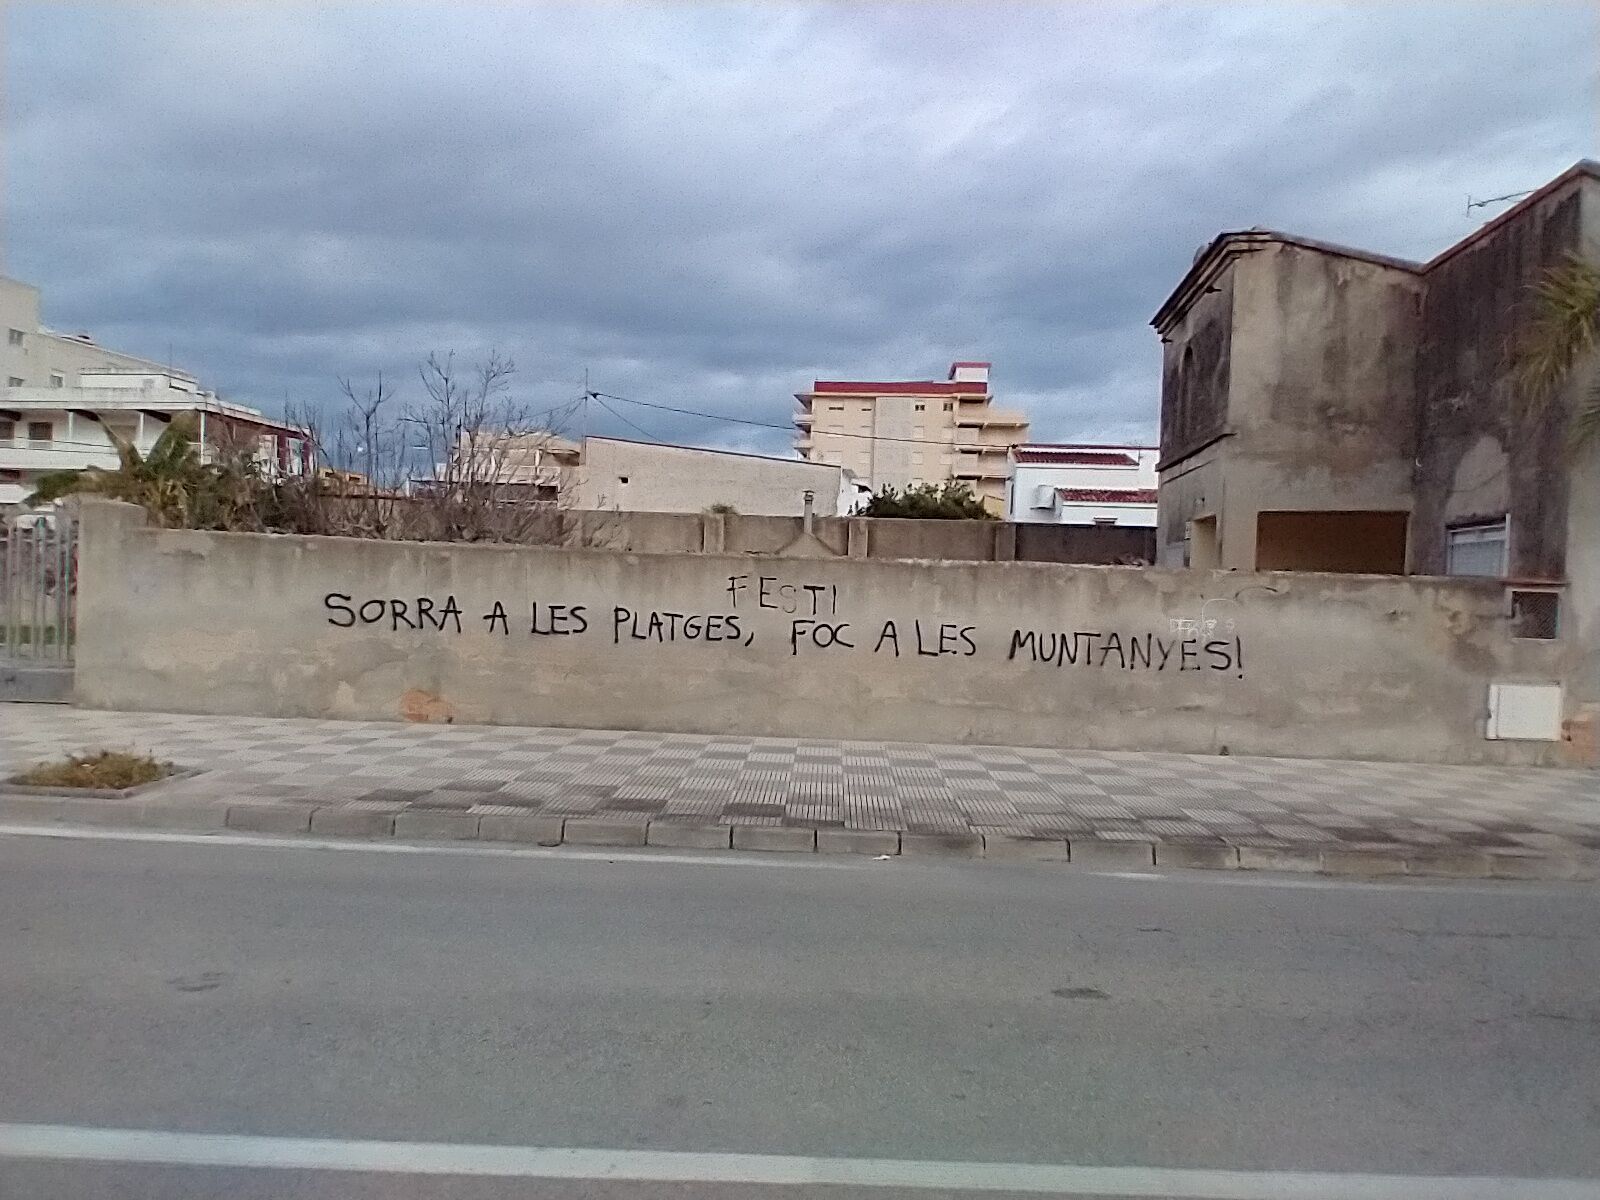 FESTI
SORRA A LES PLATGES, FOC A LES MUNTANYES!